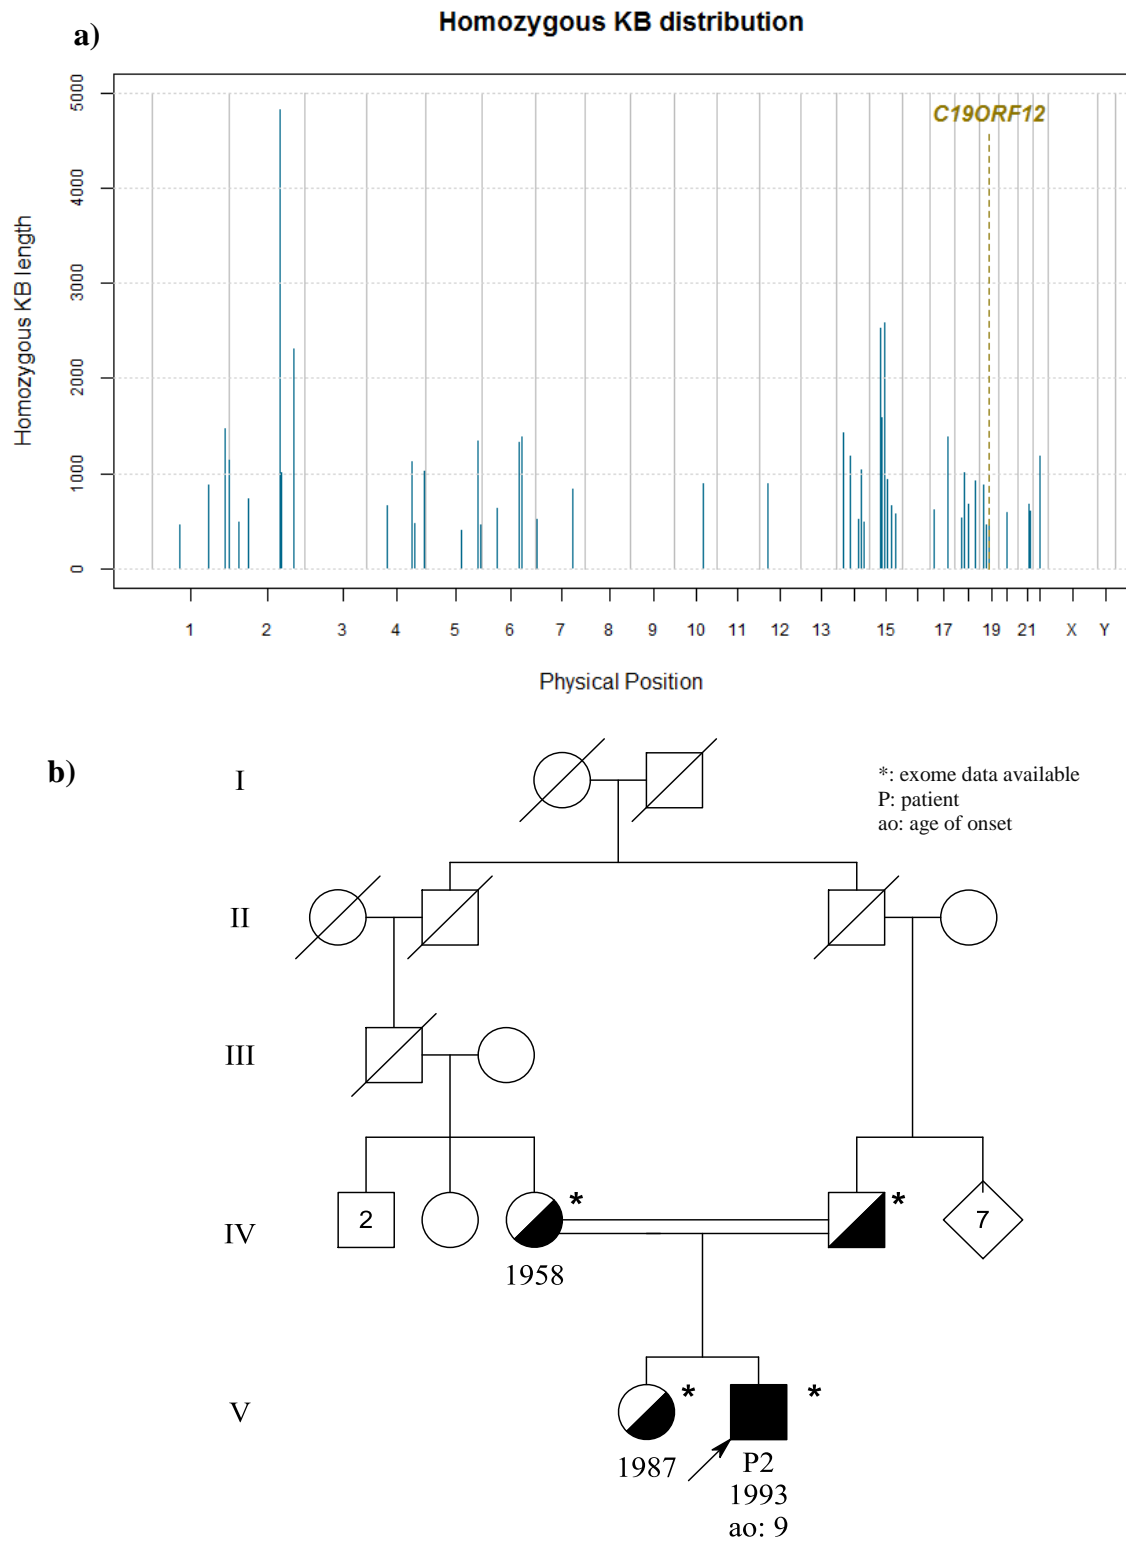 a)
Homozygous KB distribution
C19ORF12
Homozygous KB length
5000
4000
3000
2000
1000
0
1 2 3 4 5 6 7 8 9 10 11 12 13 15 17 19 21 X Y
Physical Position
b)
*: exome data available
P: patient
ao: age of onset
I
II
III
IV
2
*
*
7
1958
V
*
*
1987
P2
1993
ao: 9